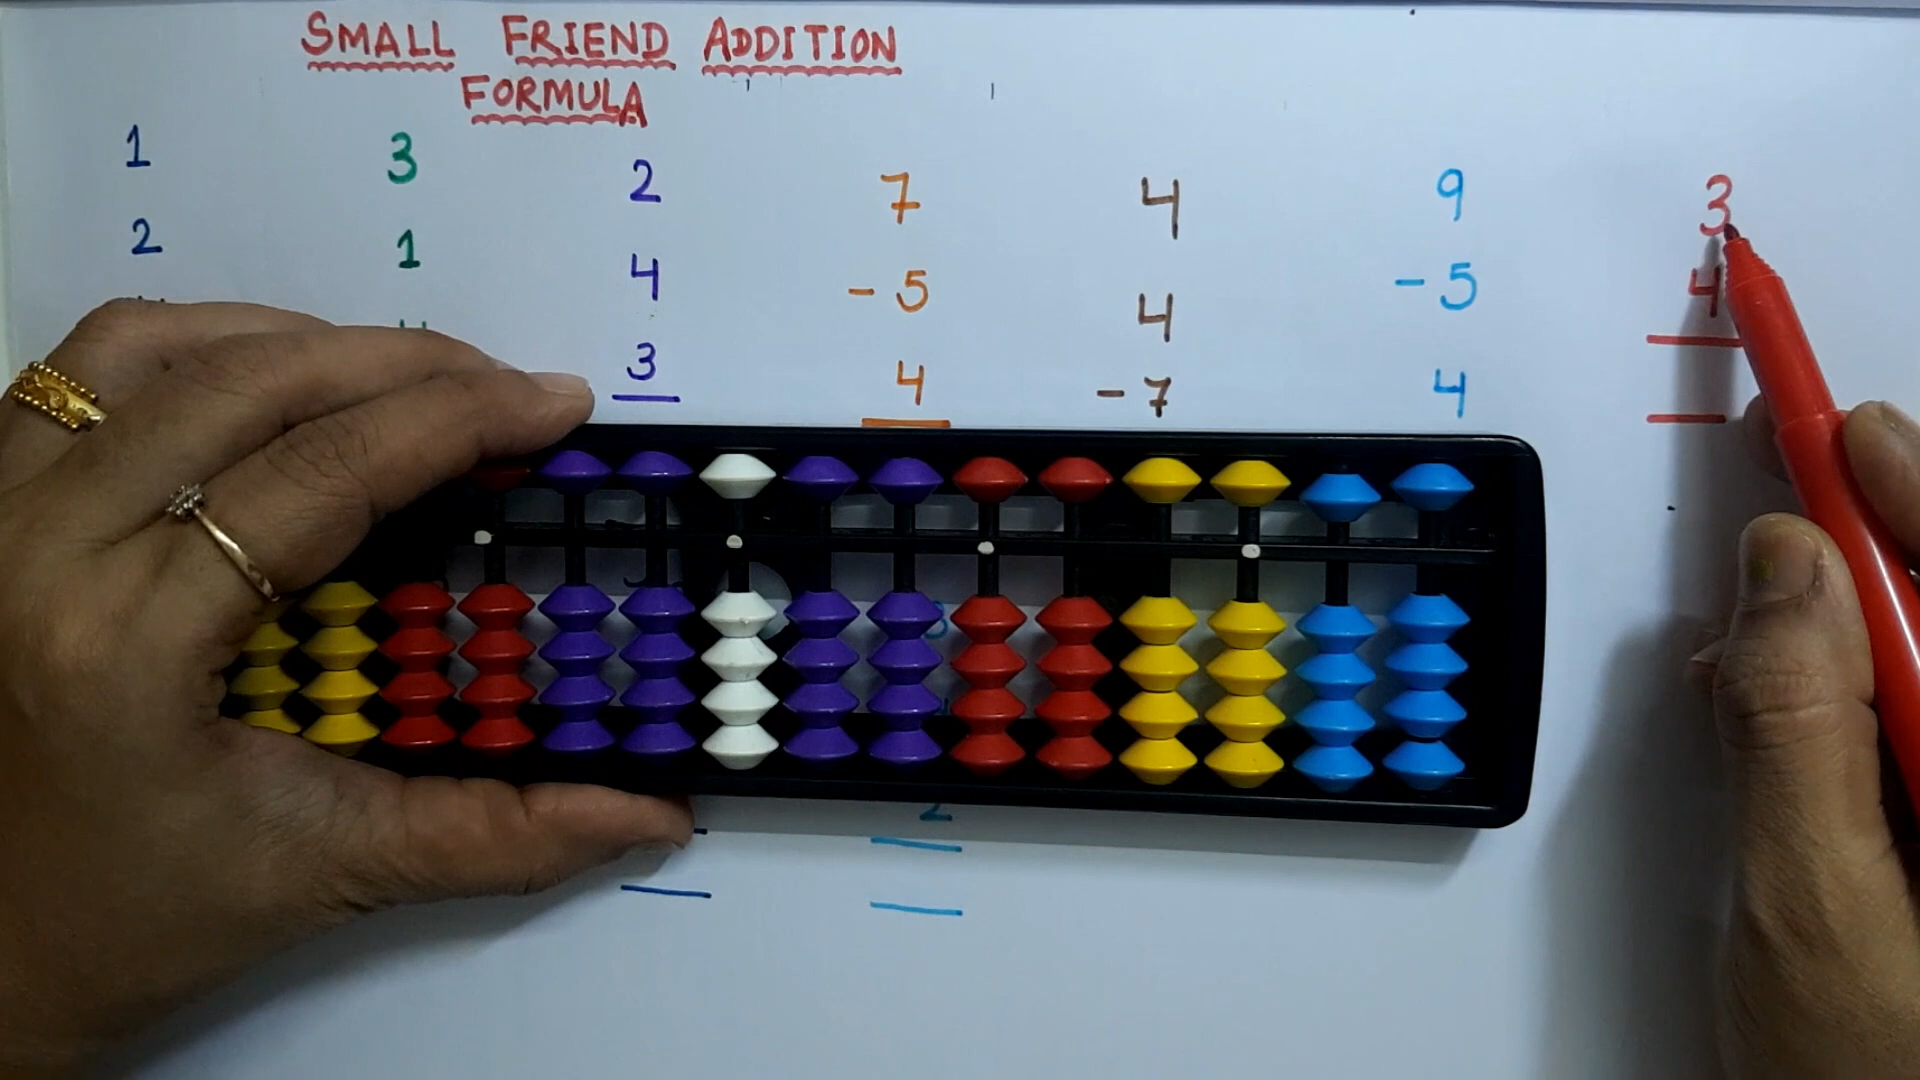 SMALL FRIEND ADDITION
FORMULA
1 3 2 7 4 9 3
2 1 4 - 5 4 - 5 4
3 4 - 7 4
2